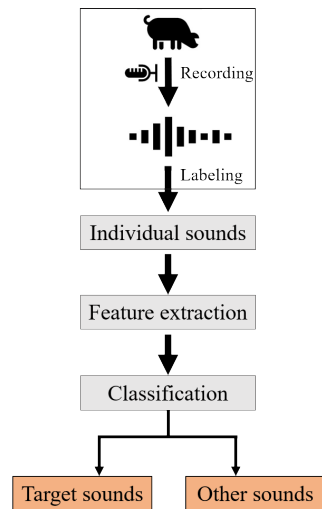 Recording
Labeling
Individual sounds
Feature extraction
Classification
Target sounds
Other sounds